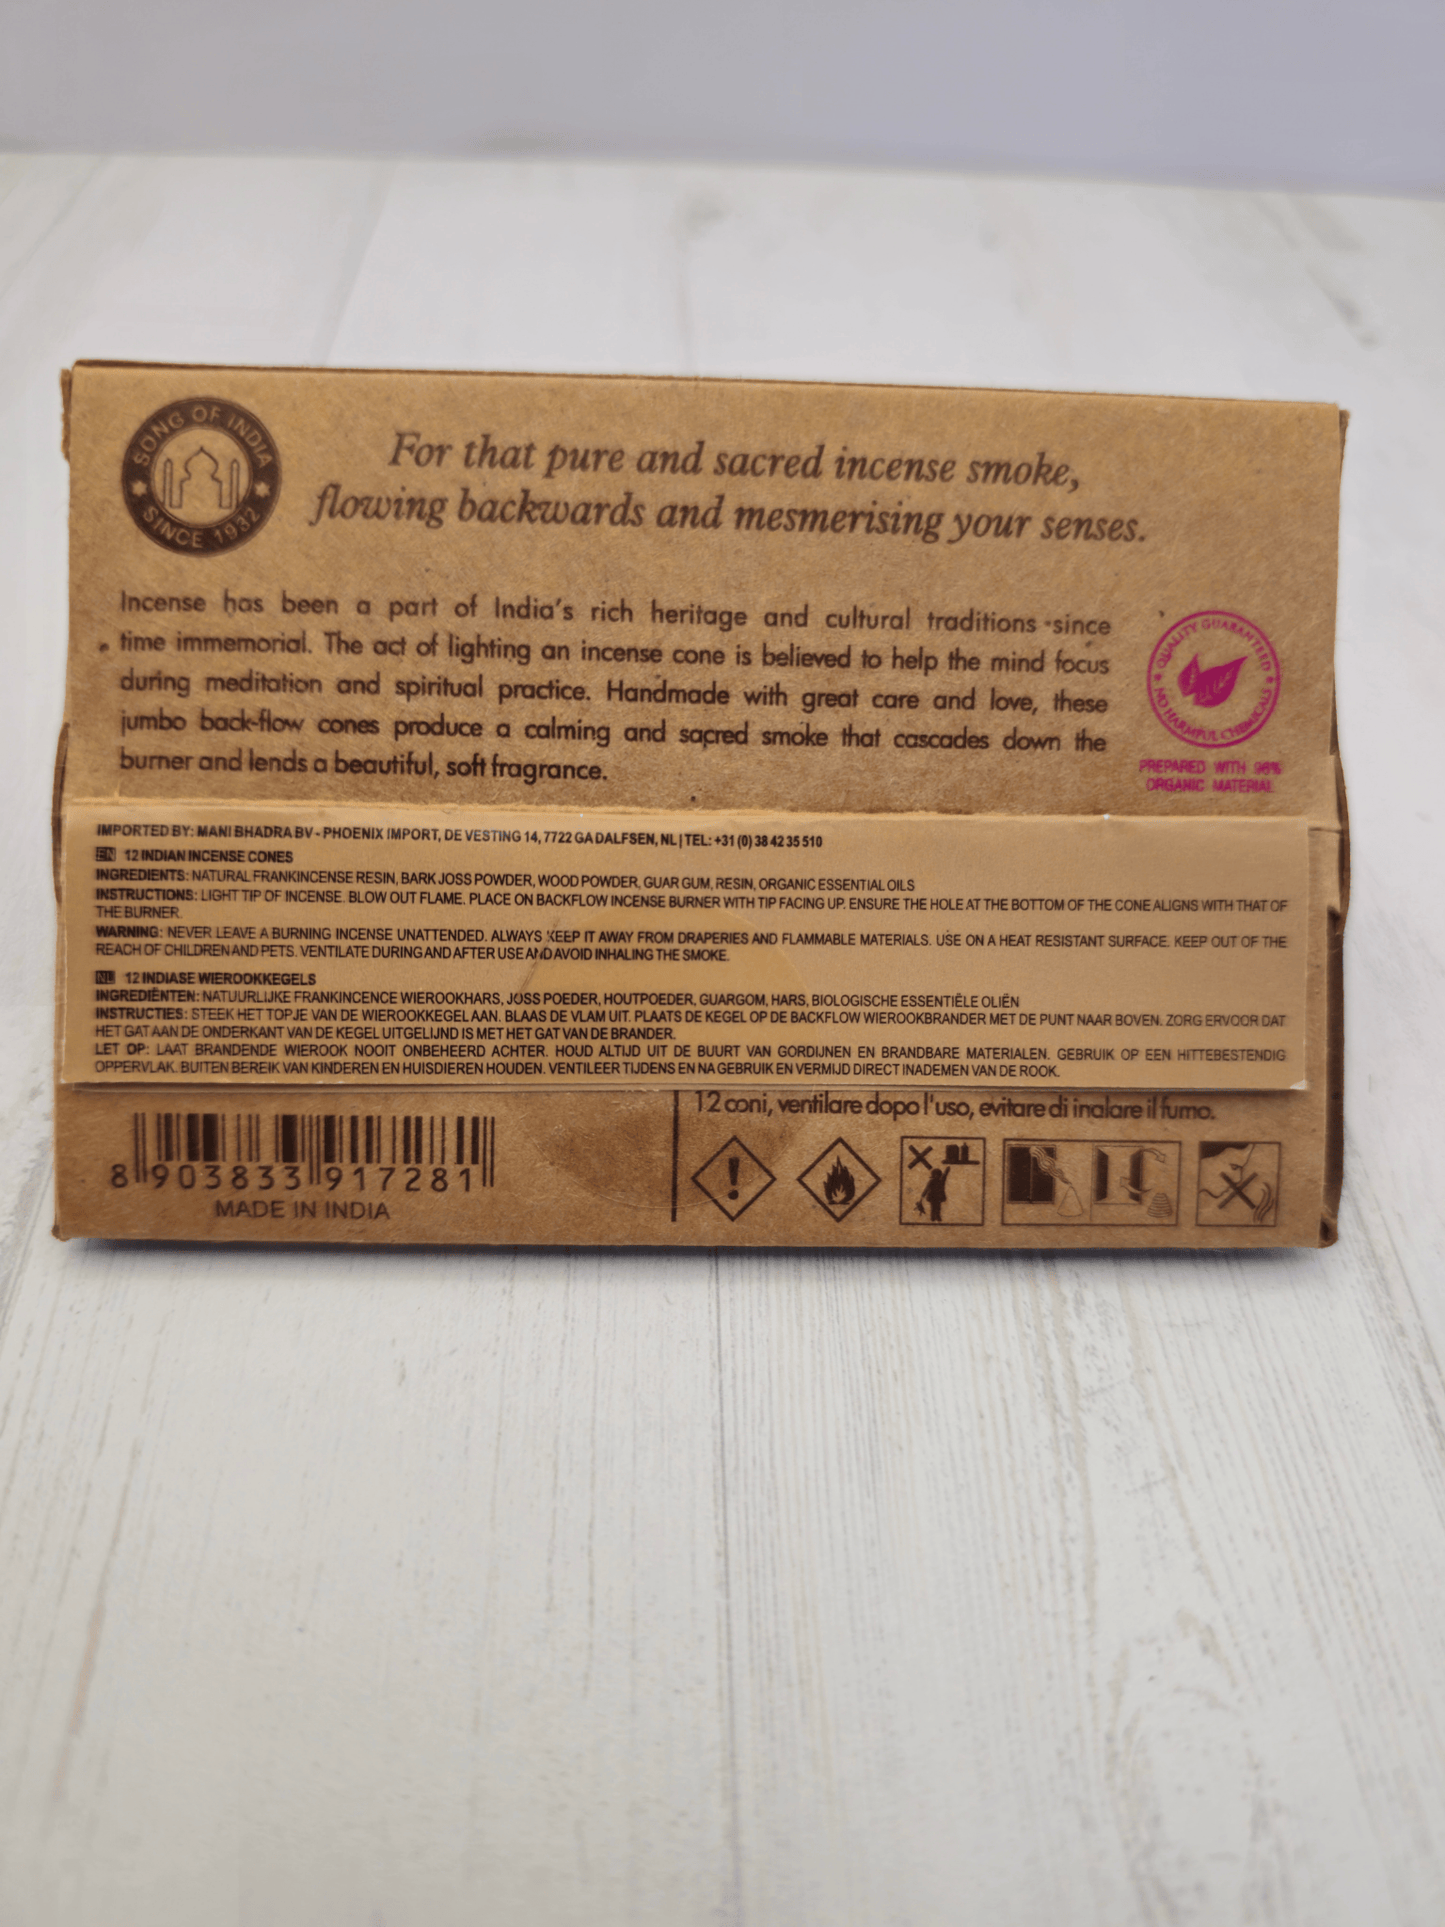 SONG OF INDIA
SINCE 1932
For that pure and sacred incense smoke,
flowing backwards and mesmerising your senses.
Incense has been a part of India's rich heritage and cultural traditions since
time immemorial. The act of lighting an incense cone is believed to help the mind focus
during meditation and spiritual practice. Handmade with great care and love, these
jumbo back-flow cones produce a calming and sacred smoke that cascades down the
burner and lends a beautiful, soft fragrance.
QUALITY GUARANTEED
NO HARMFUL CHEMICALS
PREPARED WITH 96%
ORGANIC MATERIAL
IMPORTED BY: MANI BHADRA BV - PHOENIX IMPORT, DE VESTING 14, 7722 GA DALFSEN, NL | TEL: +31 (0) 38 42 35 510
EN 12 INDIAN INCENSE CONES
INGREDIENTS: NATURAL FRANKINCENSE RESIN, BARK JOSS POWDER, WOOD POWDER, GUAR GUM, RESIN, ORGANIC ESSENTIAL OILS
INSTRUCTIONS: LIGHT TIP OF INCENSE. BLOW OUT FLAME. PLACE ON BACKFLOW INCENSE BURNER WITH TIP FACING UP. ENSURE THE HOLE AT THE BOTTOM OF THE CONE ALIGNS WITH THAT OF
THE BURNER.
WARNING: NEVER LEAVE A BURNING INCENSE UNATTENDED. ALWAYS KEEP IT AWAY FROM DRAPERIES AND FLAMMABLE MATERIALS. USE ON A HEAT RESISTANT SURFACE. KEEP OUT OF THE
REACH OF CHILDREN AND PETS. VENTILATE DURING AND AFTER USE AND AVOID INHALING THE SMOKE.
NL 12 INDIASE WIEROOKKEGELS
INGREDIËNTEN: NATUURLIJKE FRANKINCENCE WIEROOKHARS, JOSS POEDER, HOUTPOEDER, GUARGOM, HARS, BIOLOGISCHE ESSENTIËLE OLIËN
INSTRUCTIES: STEEK HET TOPJE VAN DE WIEROOKKEGEL AAN. BLAAS DE VLAM UIT. PLAATS DE KEGEL OP DE BACKFLOW WIEROOKBRANDER MET DE PUNT NAAR BOVEN. ZORG ERVOOR DAT
HET GAT AAN DE ONDERKANT VAN DE KEGEL UITGELIJND IS MET HET GAT VAN DE BRANDER.
LET OP: LAAT BRANDENDE WIEROOK NOOIT ONBEHEERD ACHTER. HOUD ALTIJD UIT DE BUURT VAN GORDIJNEN EN BRANDBARE MATERIALEN. GEBRUIK OP EEN HITTEBESTENDIG
OPPERVLAK. BUITEN BEREIK VAN KINDEREN EN HUISDIEREN HOUDEN. VENTILEER TIJDENS EN NA GEBRUIK EN VERMIJD DIRECT INADEMEN VAN DE ROOK.
12 coni, ventilare dopo l'uso, evitare di inalare il fumo.
8 903833 917281
MADE IN INDIA